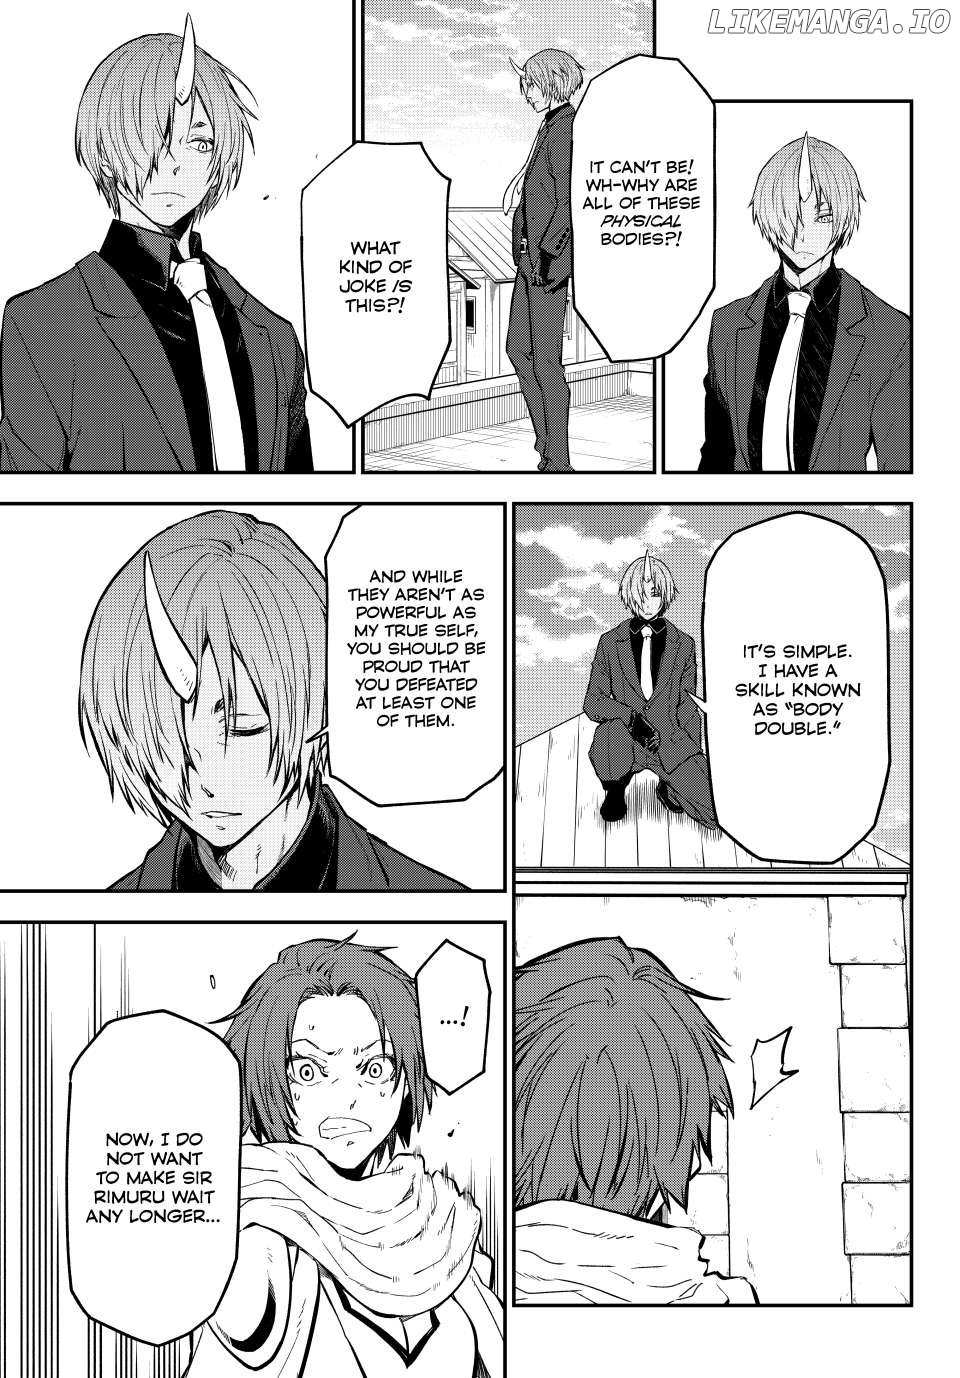 LIKEMANGA.IO
IT CAN'T BE!
WH-WHY ARE
ALL OF THESE
PHYSICAL
BODIES?!
WHAT
KIND OF
JOKE IS
THIS?!
IT'S SIMPLE.
I HAVE A
SKILL KNOWN
AS "BODY
DOUBLE."
AND WHILE
THEY AREN'T AS
POWERFUL AS
MY TRUE SELF,
YOU SHOULD BE
PROUD THAT
YOU DEFEATED
AT LEAST ONE
OF THEM.
...!
NOW, I DO
NOT WANT
TO MAKE SIR
RIMURU WAIT
ANY LONGER...